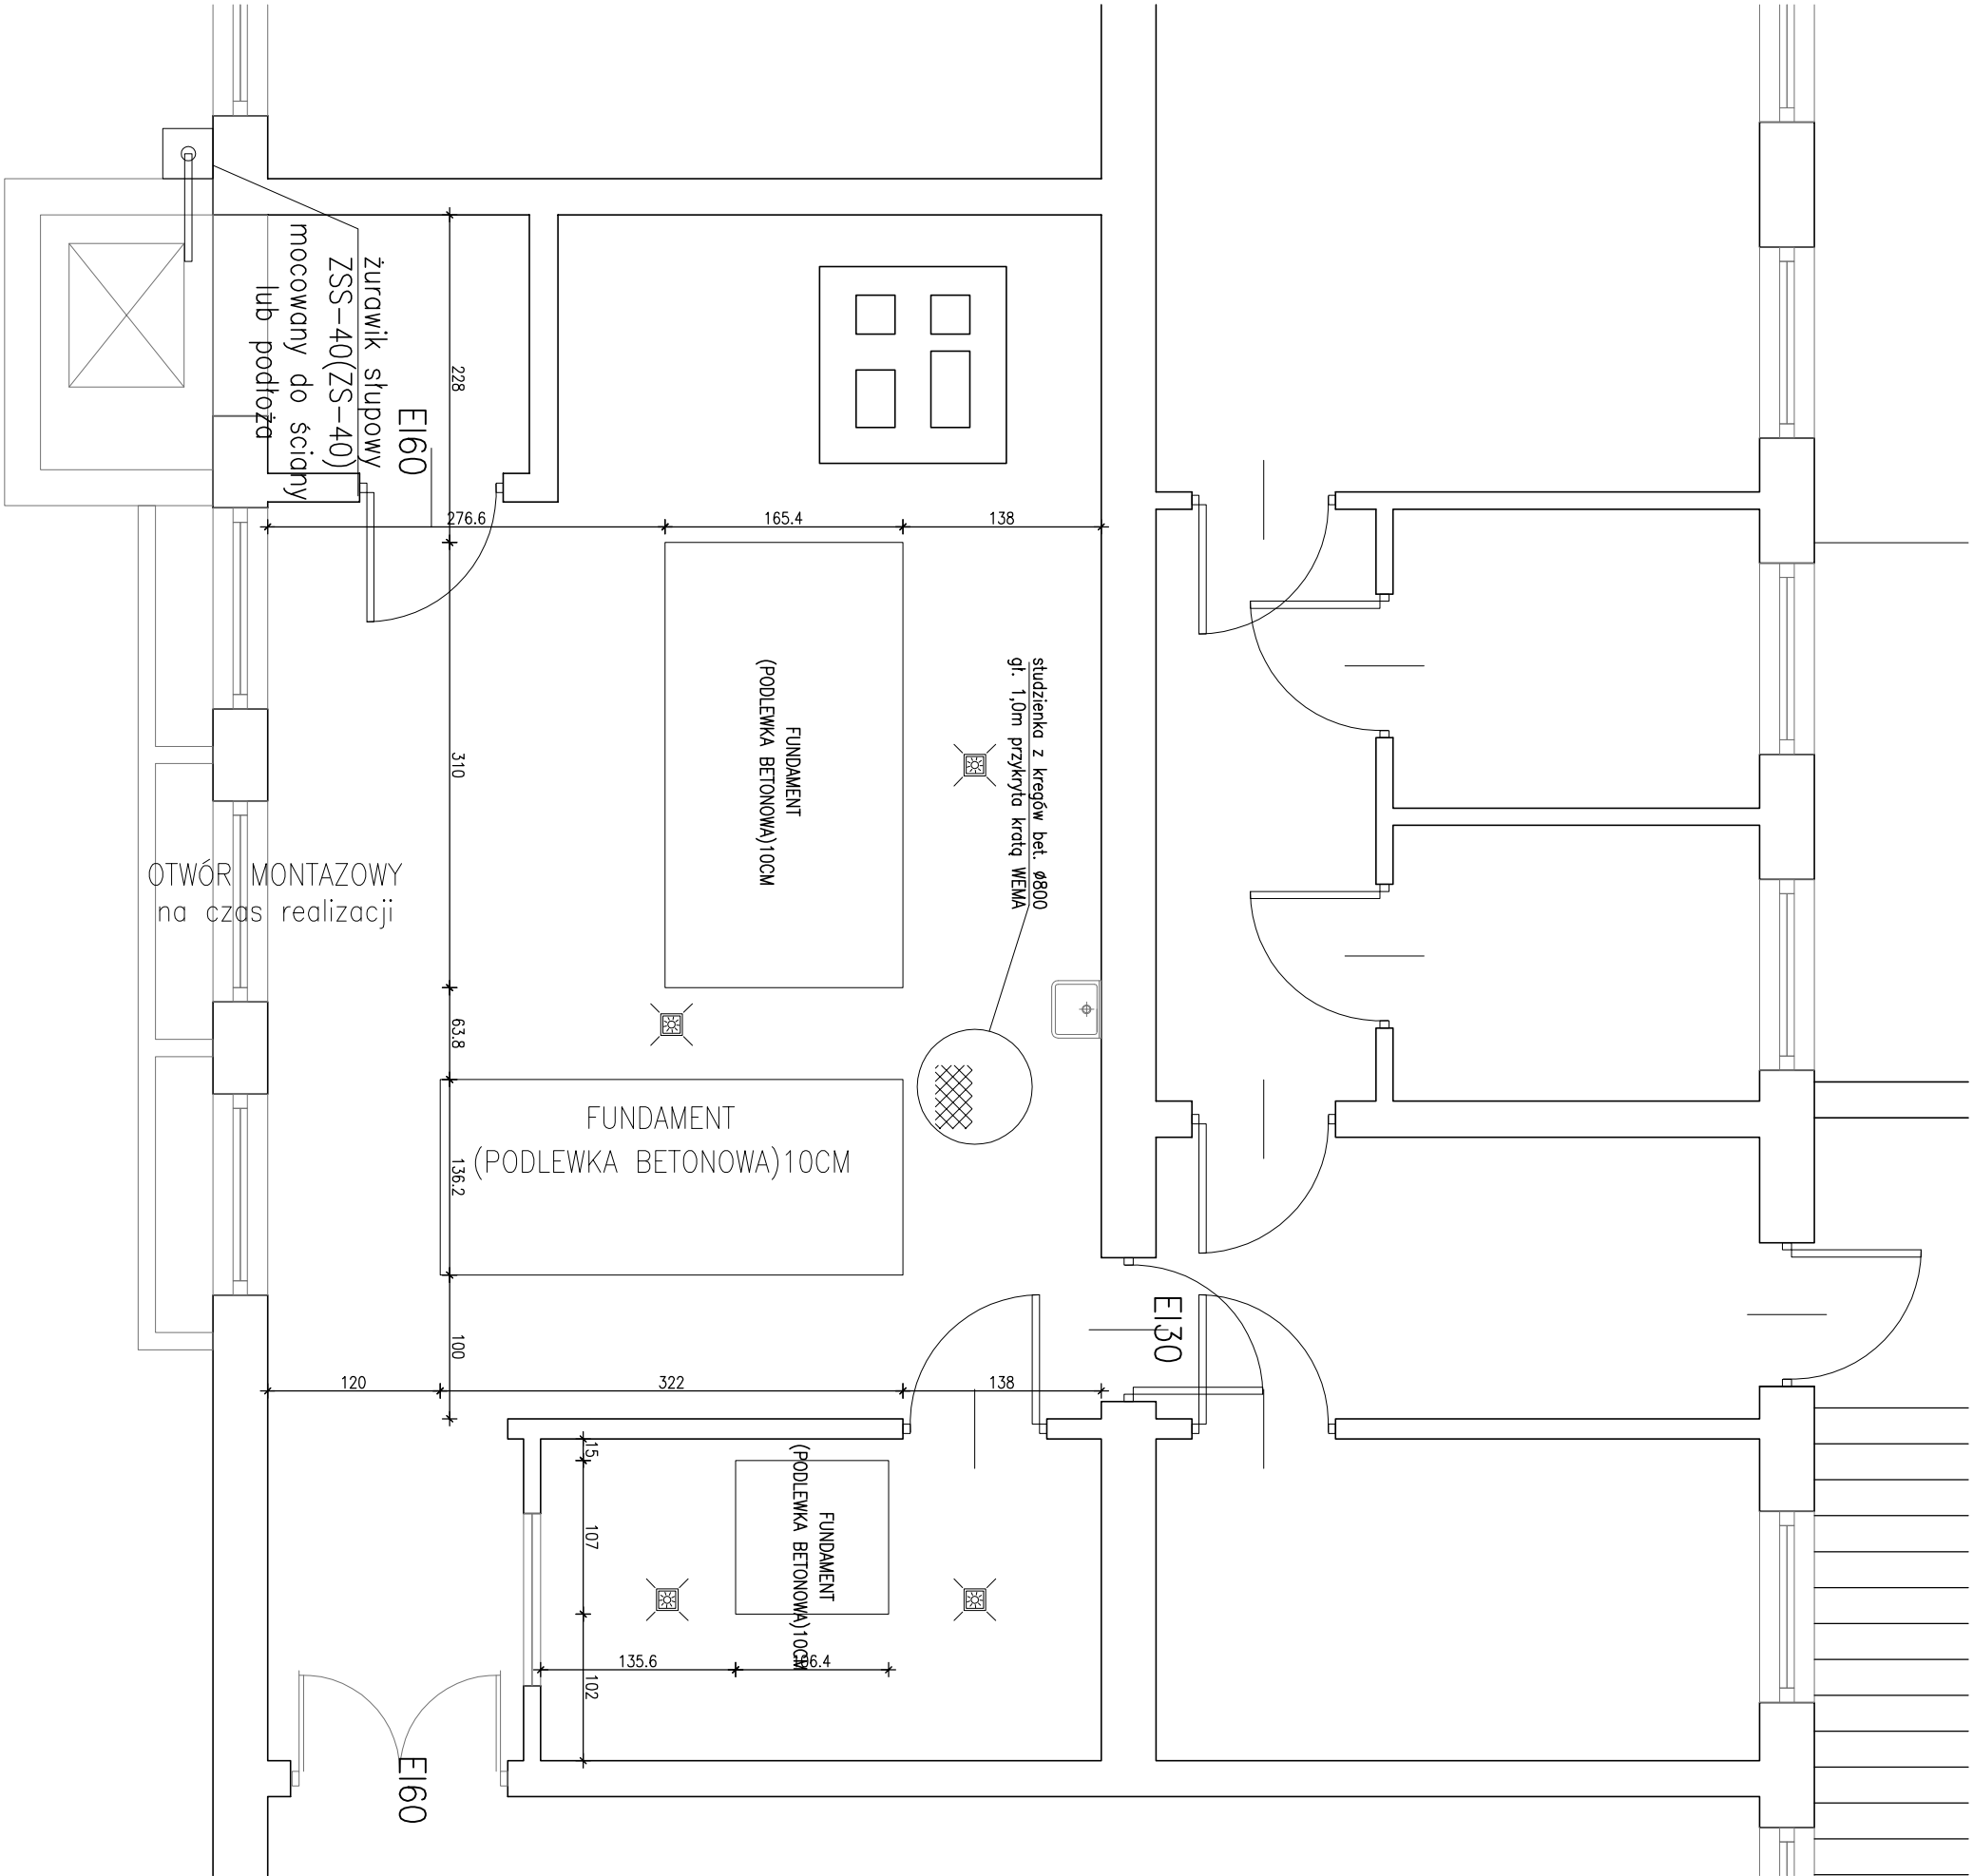 żurawik słupowy
ZSS-40(ZS-40)
mocowany do ściany
lub podłoża
EI60
228
276.6
165.4
138
FUNDAMENT
(PODLEWKA BETONOWA)10CM
studzienka z kregów bet. ø800
gł. 1,0m przykryta kratą WEMA
310
OTWÓR MONTAZOWY
na czas realizacji
63.8
FUNDAMENT
(PODLEWKA BETONOWA)10CM
136.2
100
EI30
120
322
138
15
FUNDAMENT
(PODLEWKA BETONOWA)10CM
107
135.6
106.4
102
EI60